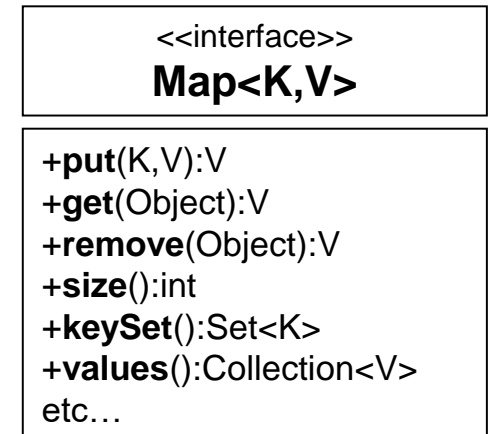 <<interface>>
Map<K,V>
+put(K,V):V
+get(Object):V
+remove(Object):V
+size():int
+keySet():Set<K>
+values():Collection<V>
etc…